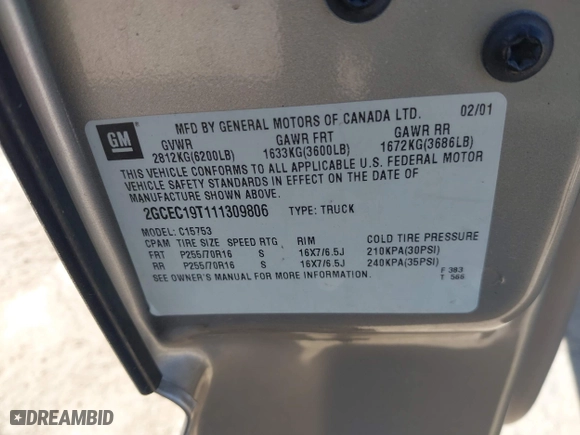 GM
MFD BY GENERAL MOTORS OF CANADA LTD. 02/01
GVWR GAWR FRT GAWR RR
2812KG(6200LB) 1633KG(3600LB) 1672KG(3686LB)
THIS VEHICLE CONFORMS TO ALL APPLICABLE U.S. FEDERAL MOTOR
VEHICLE SAFETY STANDARDS IN EFFECT ON THE DATE OF
MANUFACTURE SHOWN ABOVE.
2GCEC19T111309806 TYPE: TRUCK
MODEL: C15753
CPAM TIRE SIZE SPEED RTG RIM COLD TIRE PRESSURE
FRT P255/70R16 S 16X7/6.5J 210KPA(30PSI)
RR P255/70R16 S 16X7/6.5J 240KPA(35PSI)
SEE OWNER'S MANUAL FOR MORE INFORMATION.
F 383
T 566
DREAMBID